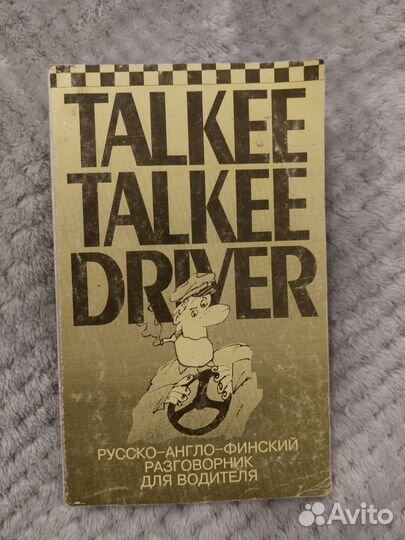 TALKEE
TALKEE
DRIVER
РУССКО-АНГЛО-ФИНСКИЙ
РАЗГОВОРНИК
ДЛЯ ВОДИТЕЛЯ
Avito